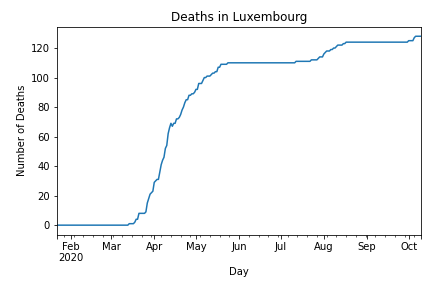 Deaths in Luxembourg
Number of Deaths
120
100
80
60
40
20
0
Feb Mar Apr May Jun Jul Aug Sep Oct
2020
Day